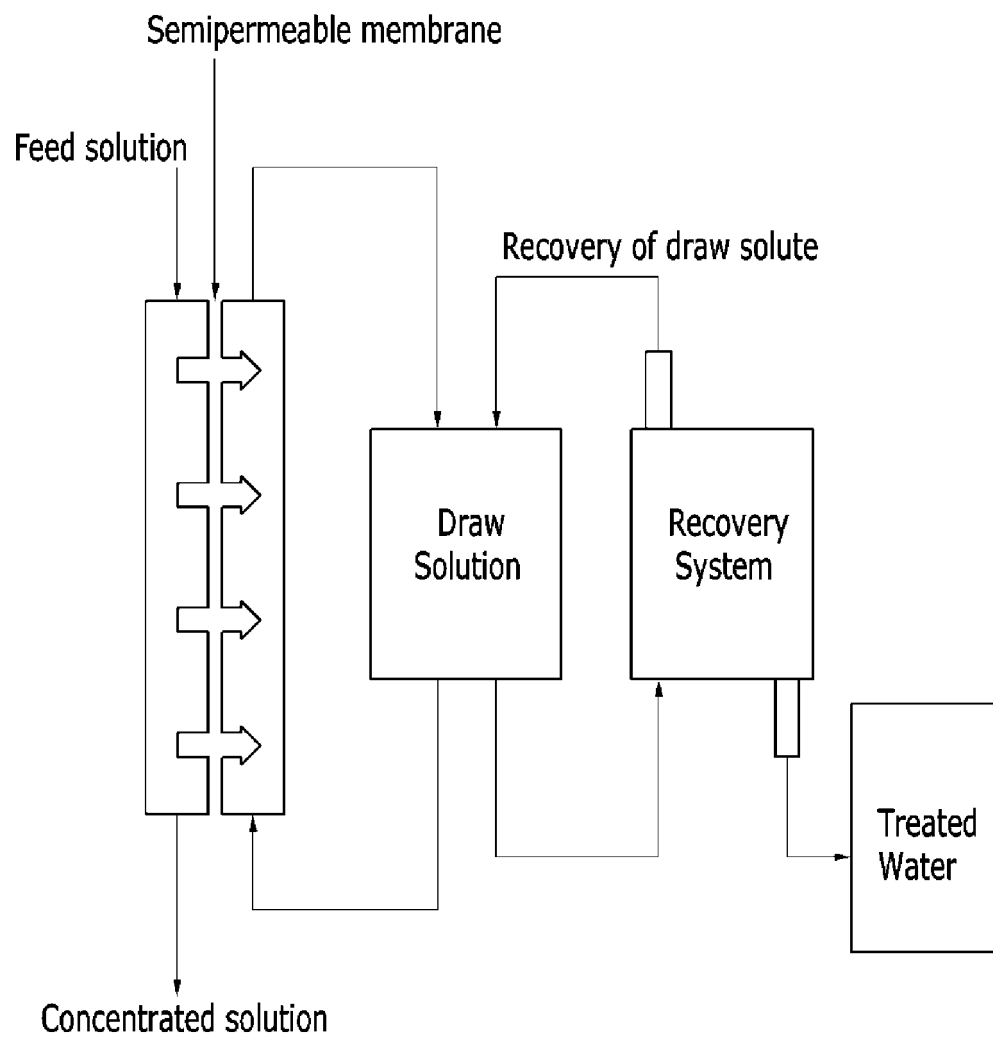 Semipermeable membrane
Feed solution
Recovery of draw solute
Draw
Solution
Recovery
System
Treated
Water
Concentrated solution